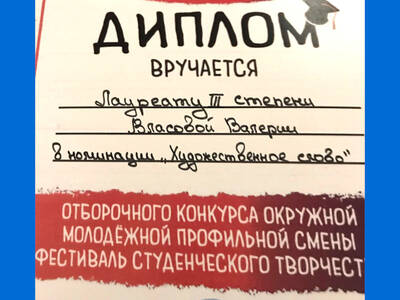 ДИПЛОМ
ВРУЧАЕТСЯ
Лауреату III степени
Власовой Валерии
в номинации „Художественное слово"
ОТБОРОЧНОГО КОНКУРСА ОКРУЖНОЙ
МОЛОДЁЖНОЙ ПРОФИЛЬНОЙ СМЕНЫ
ФЕСТИВАЛЬ СТУДЕНЧЕСКОГО ТВОРЧЕСТ